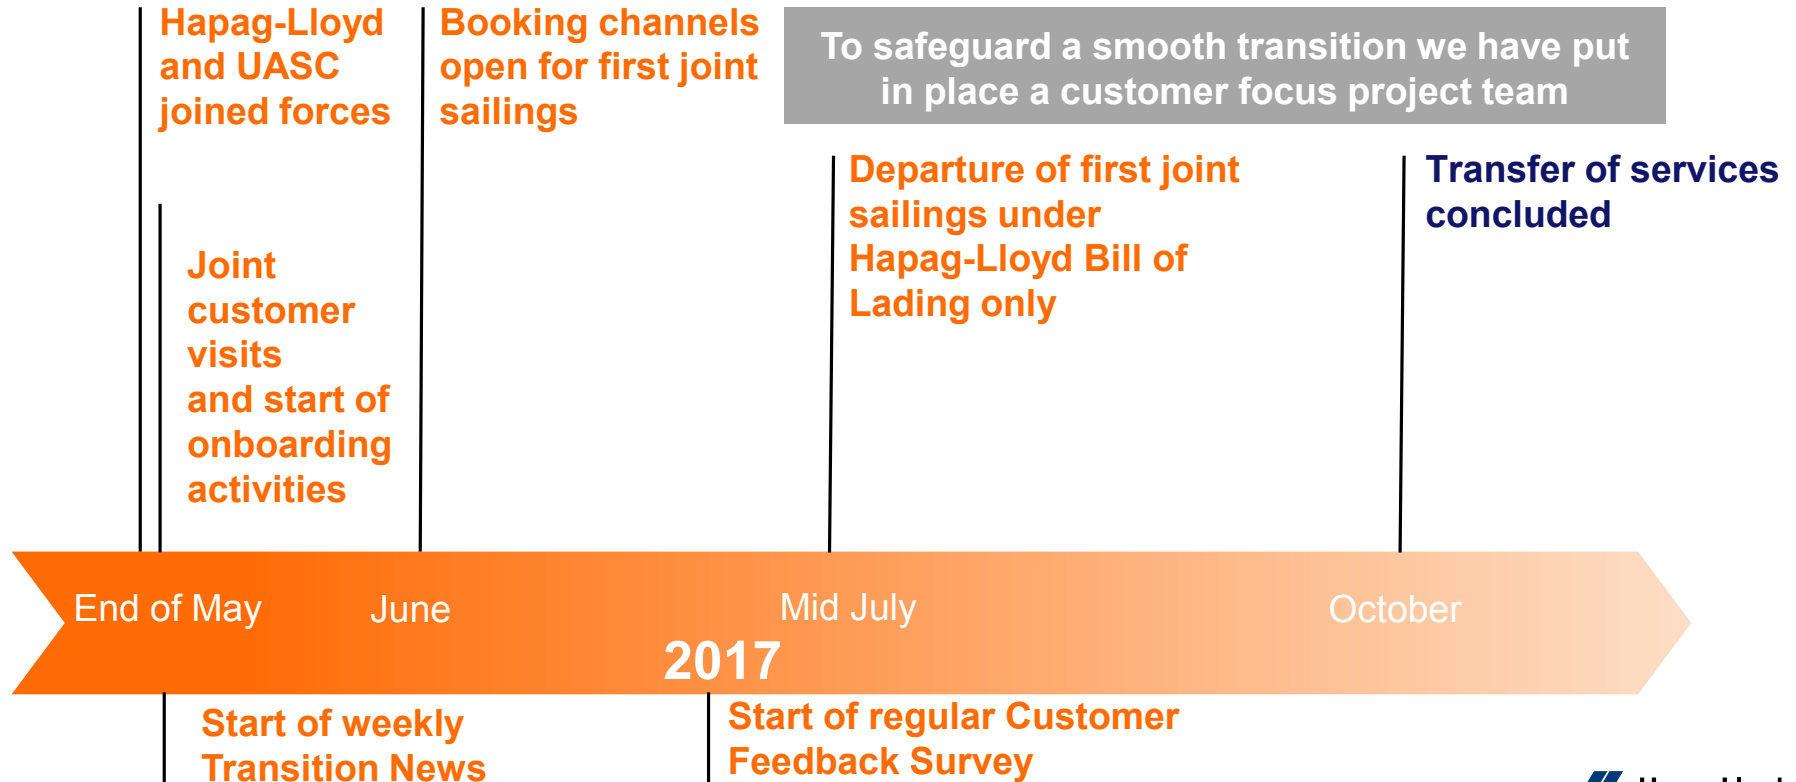 Hapag-Lloyd
and UASC
joined forces
Booking channels
open for first joint
sailings
To safeguard a smooth transition we have put
in place a customer focus project team
Joint
customer
visits
and start of
onboarding
activities
Departure of first joint
sailings under
Hapag-Lloyd Bill of
Lading only
Transfer of services
concluded
End of May
June
Mid July
October
2017
Start of weekly
Transition News
Start of regular Customer
Feedback Survey